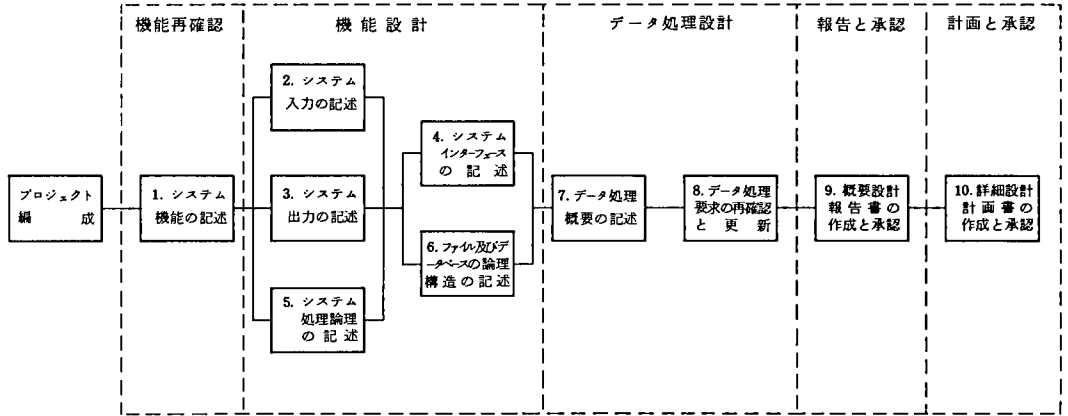 機能再確認
機能設計
データ処理設計
報告と承認
計画と承認
プロジェクト
編成
1. システム
機能の記述
2. システム
入力の記述
3. システム
出力の記述
5. システム
処理論理
の記述
4. システム
インターフェース
の記述
6. ファイル及びデ
ータベースの論理
構造の記述
7. データ処理
概要の記述
8. データ処理
要求の再確認
と更新
9. 概要設計
報告書の
作成と承認
10. 詳細設計
計画書の
作成と承認